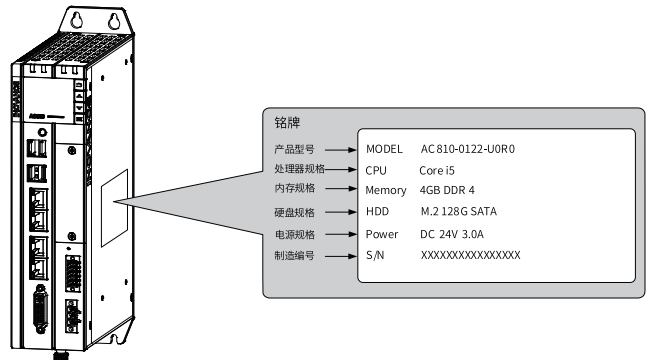 铭牌
产品型号 MODEL AC810-0122-U0R0
处理器规格 CPU Core i5
内存规格 Memory 4GB DDR 4
硬盘规格 HDD M.2 128G SATA
电源规格 Power DC 24V 3.0A
制造编号 S/N XXXXXXXXXXXXXXXX